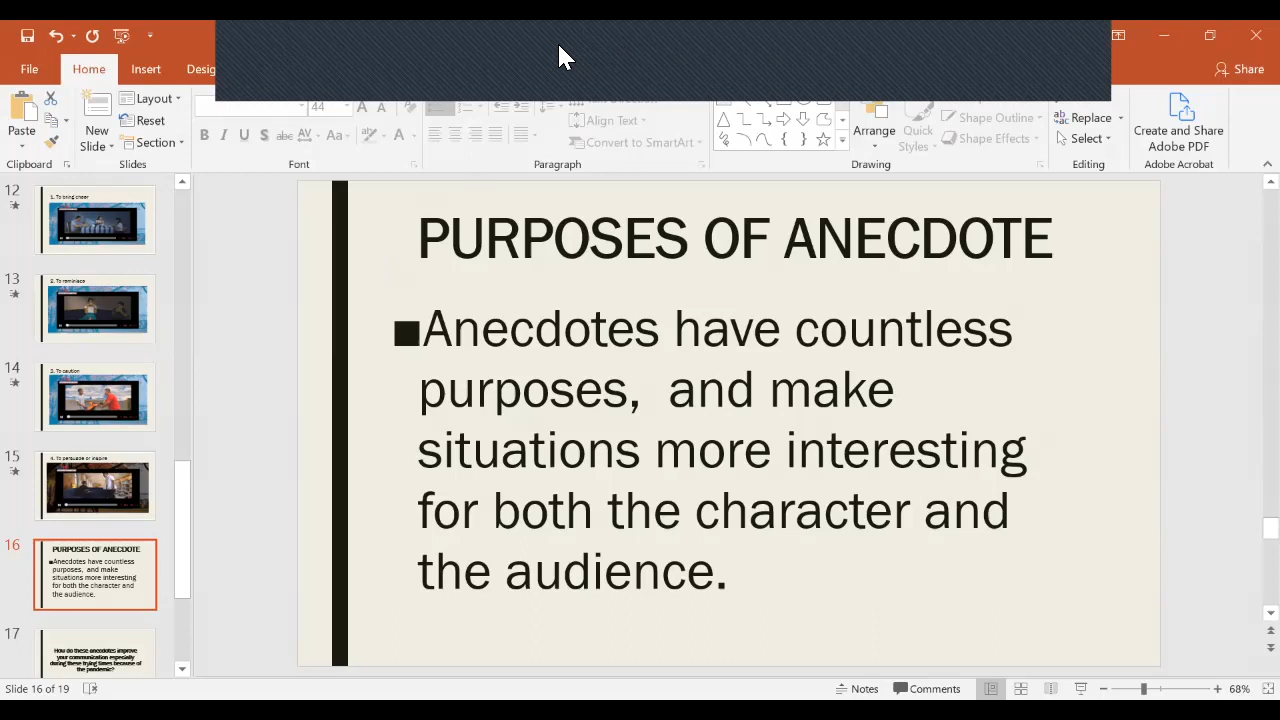 File
Home
Insert
Desig
Share
Paste
New
Slide
Layout
Reset
Section
44
Align Text
Convert to SmartArt
Arrange
Quick
Styles
Shape Outline
Shape Effects
Replace
Select
Create and Share
Adobe PDF
Clipboard
Slides
Font
Paragraph
Drawing
Editing
Adobe Acrobat
12
1. To bring cheer
13
2. To reminisce
14
3. To caution
15
4. To persuade or inspire
16
PURPOSES OF ANECDOTE
Anecdotes have countless
purposes, and make
situations more interesting
for both the character and
the audience.
17
How do these anecdotes improve
your communication especially
during these trying times because of
the pandemic?
PURPOSES OF ANECDOTE
■Anecdotes have countless
purposes,  and make
situations more interesting
for both the character and
the audience.
Slide 16 of 19
Notes
Comments
68%